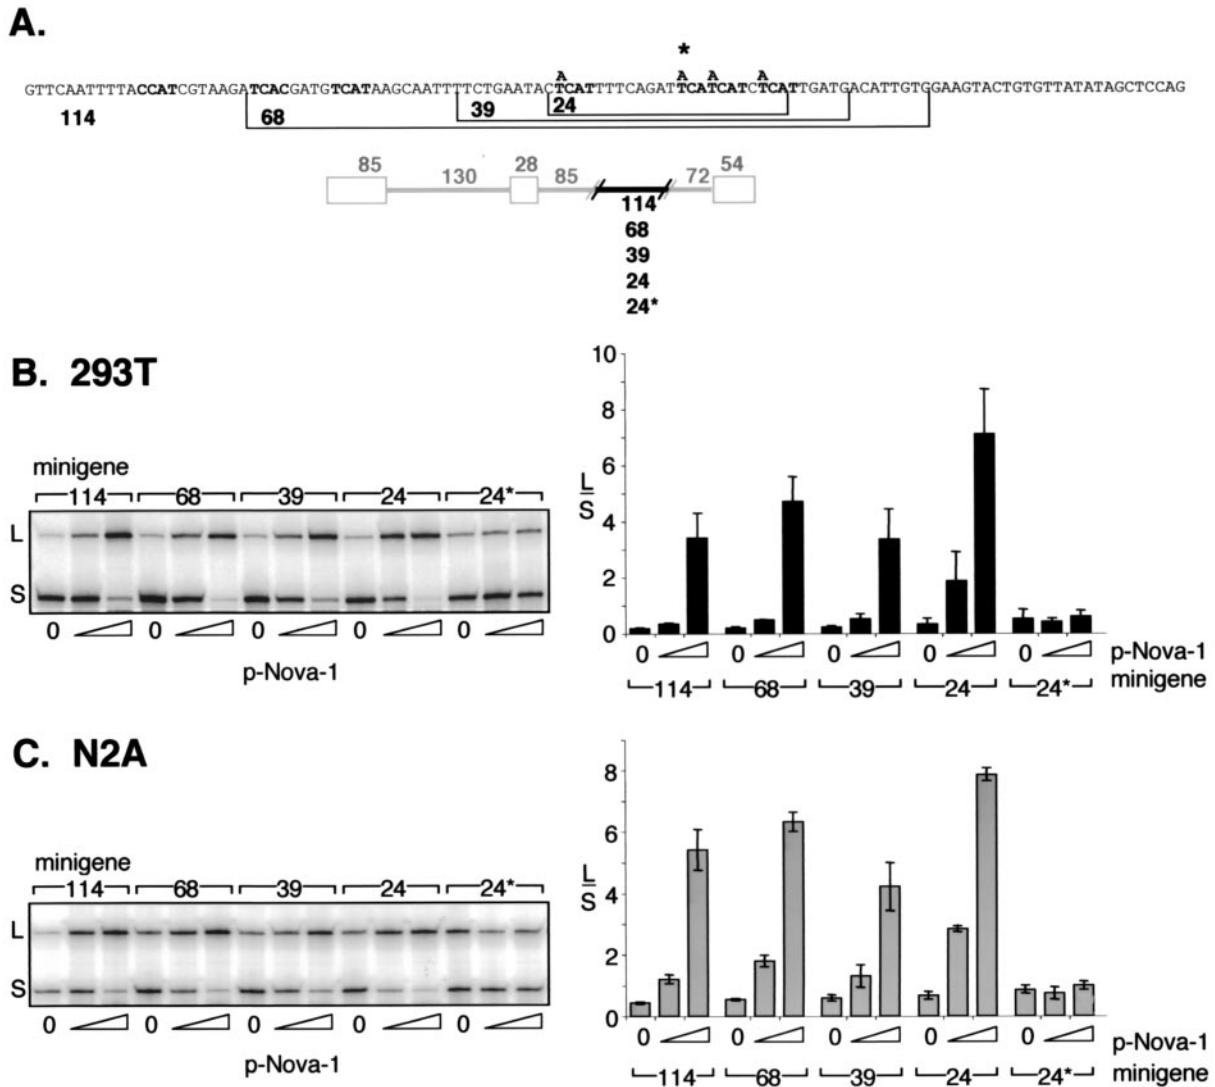 A.
*
A A A A
GTTCAATTTTACCATCGTAAGATCACGATGTCATAAGCAATTTTCTGAATACTCATTTTCAGATTCATCATCTCATTGATGACATTGTGGAAGTACTGTGTTATATAGCTCCAG
114 68 39 24
85 130 28 85 72 54
114
68
39
24
24*
B. 293T
minigene
114 68 39 24 24*
L
S
0 0 0 0 0
p-Nova-1
10
8
6
4
2
0
L
S
0 0 0 0 0 p-Nova-1
114 68 39 24 24* minigene
C. N2A
minigene
114 68 39 24 24*
L
S
0 0 0 0 0
p-Nova-1
8
6
4
2
0
L
S
0 0 0 0 0 p-Nova-1
114 68 39 24 24* minigene